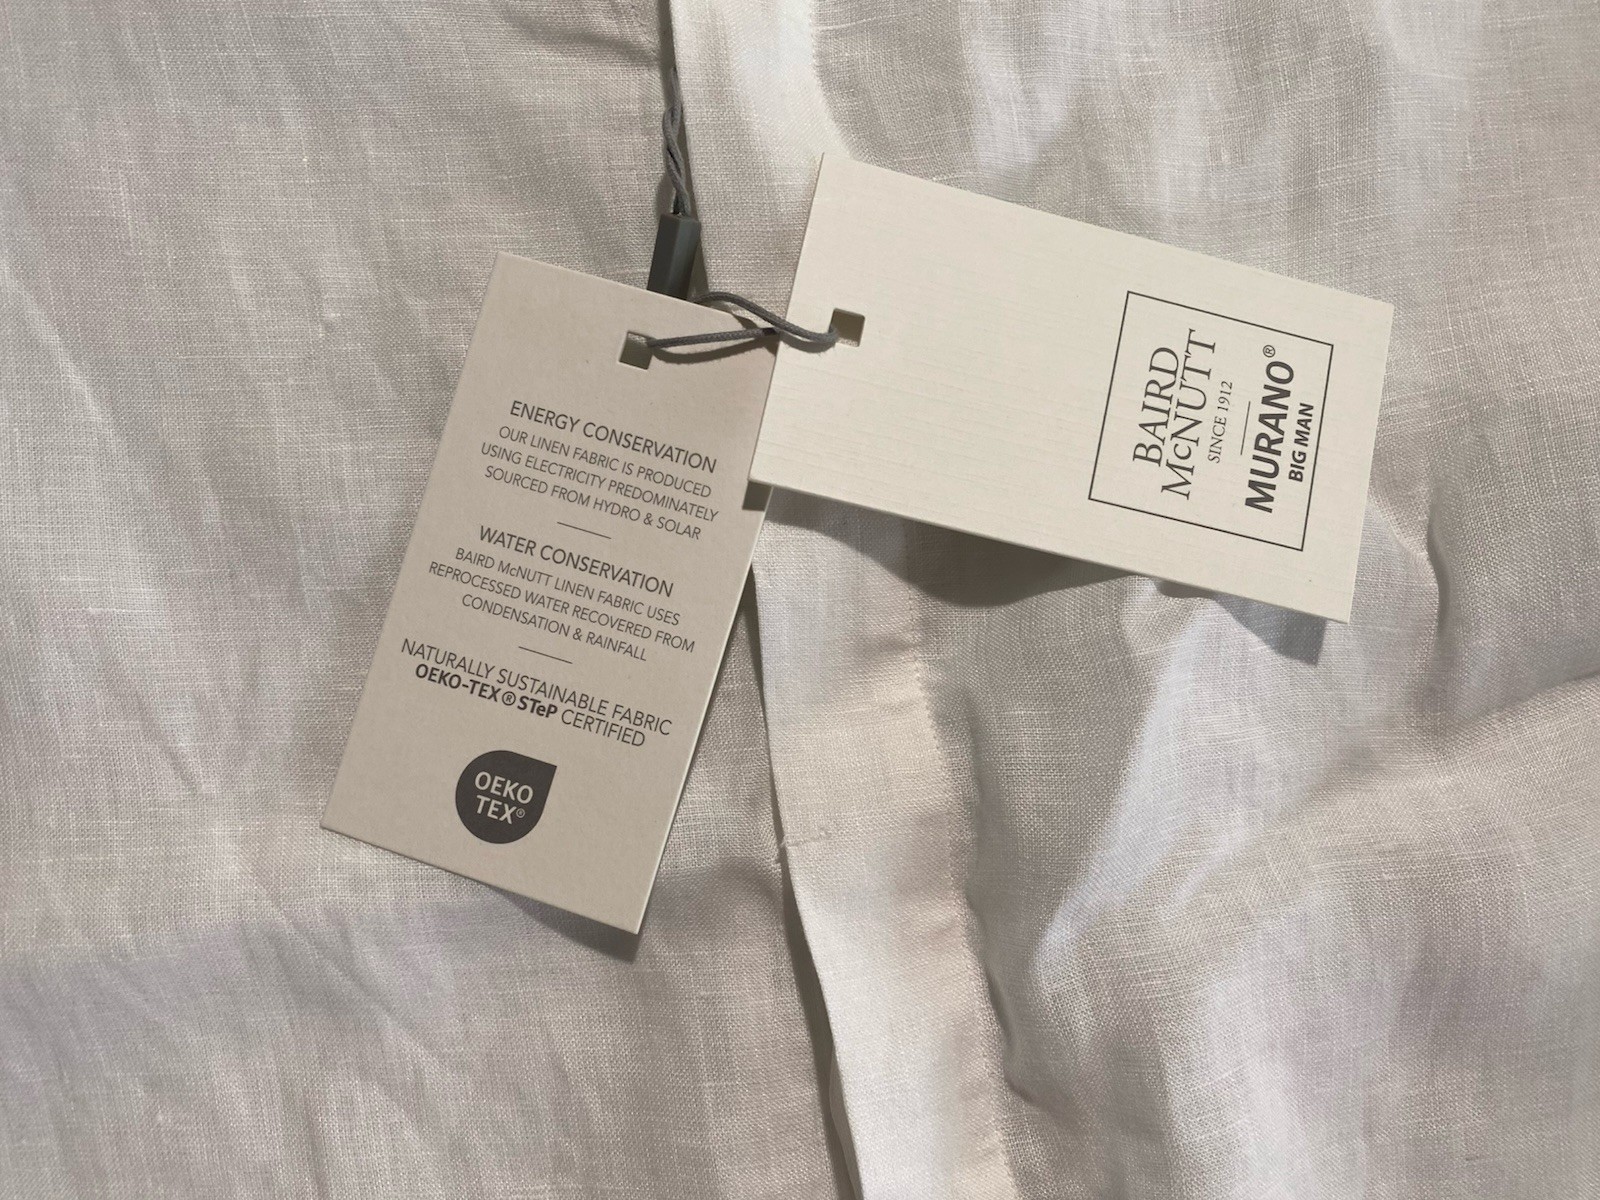 ENERGY CONSERVATION
OUR LINEN FABRIC IS PRODUCED
USING ELECTRICITY PREDOMINATELY
SOURCED FROM HYDRO & SOLAR
WATER CONSERVATION
BAIRD McNUTT LINEN FABRIC USES
REPROCESSED WATER RECOVERED FROM
CONDENSATION & RAINFALL
NATURALLY SUSTAINABLE FABRIC
OEKO-TEX® STeP CERTIFIED
OEKO
TEX®
BAIRD
McNUTT
SINCE 1912
MURANO®
BIG MAN